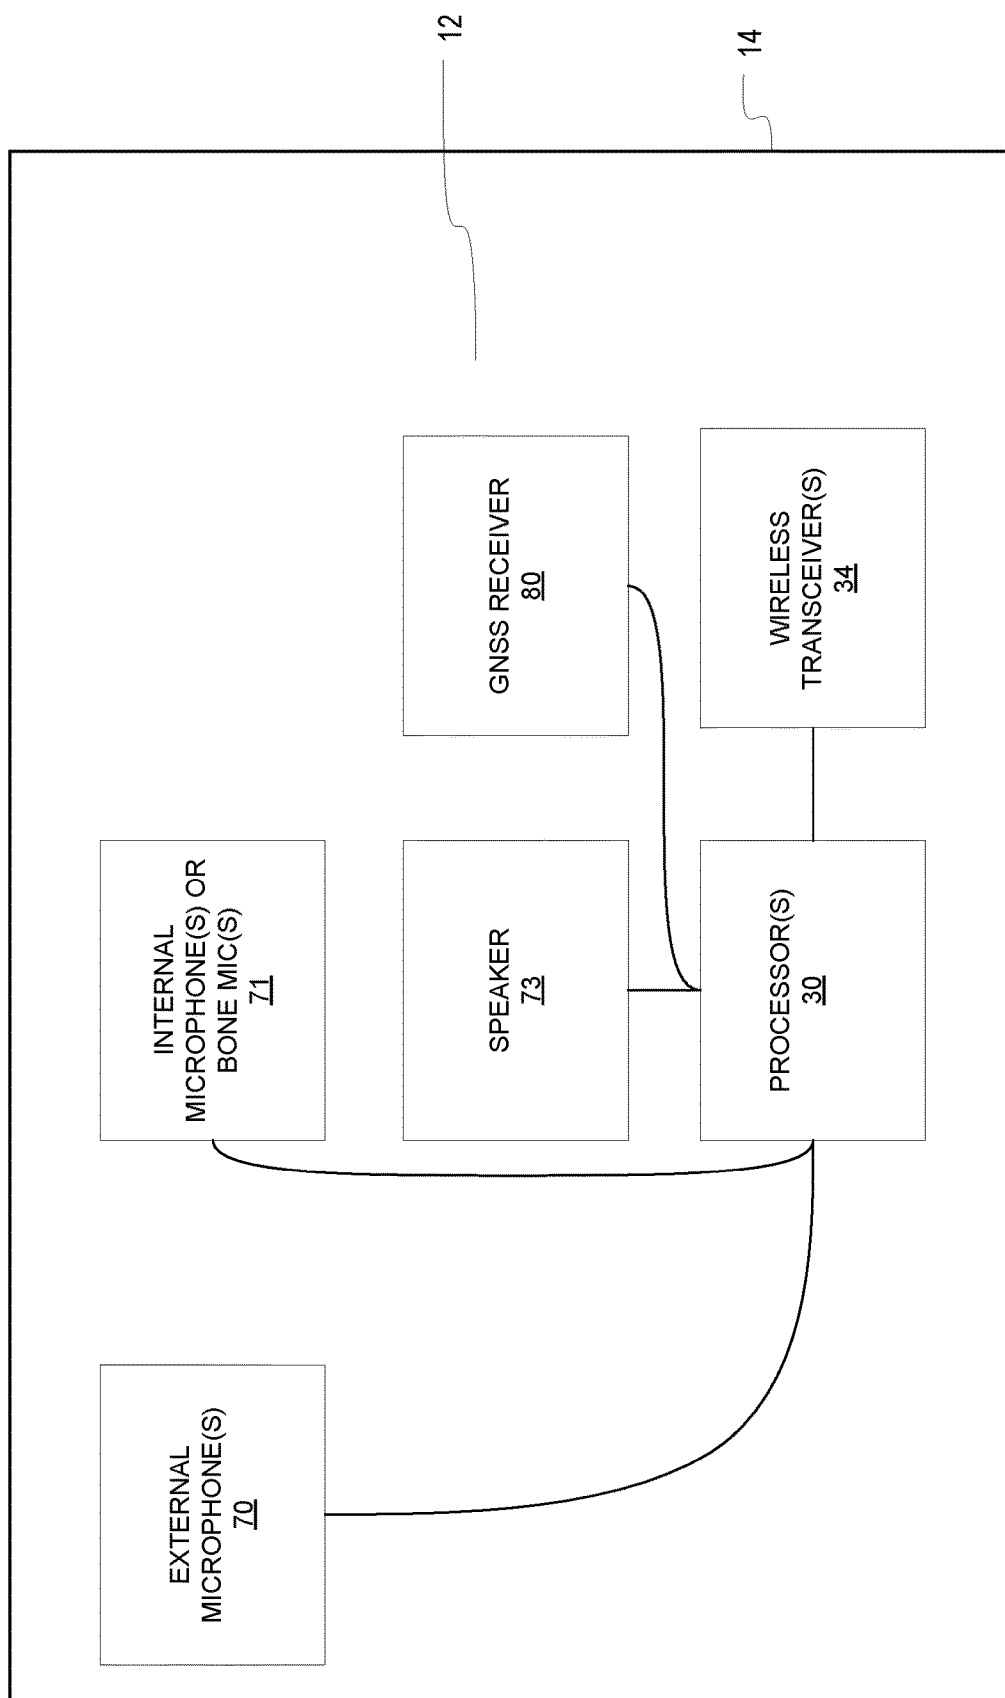 EXTERNAL
MICROPHONE(S)
70
INTERNAL
MICROPHONE(S) OR
BONE MIC(S)
71
SPEAKER
73
GNSS RECEIVER
80
PROCESSOR(S)
30
WIRELESS
TRANSCEIVER(S)
34
12
14